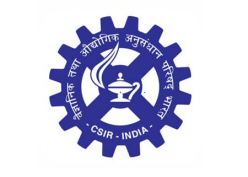 वैज्ञानिक तथा औद्योगिक अनुसंधान परिषद् भारत
- CSIR - INDIA -